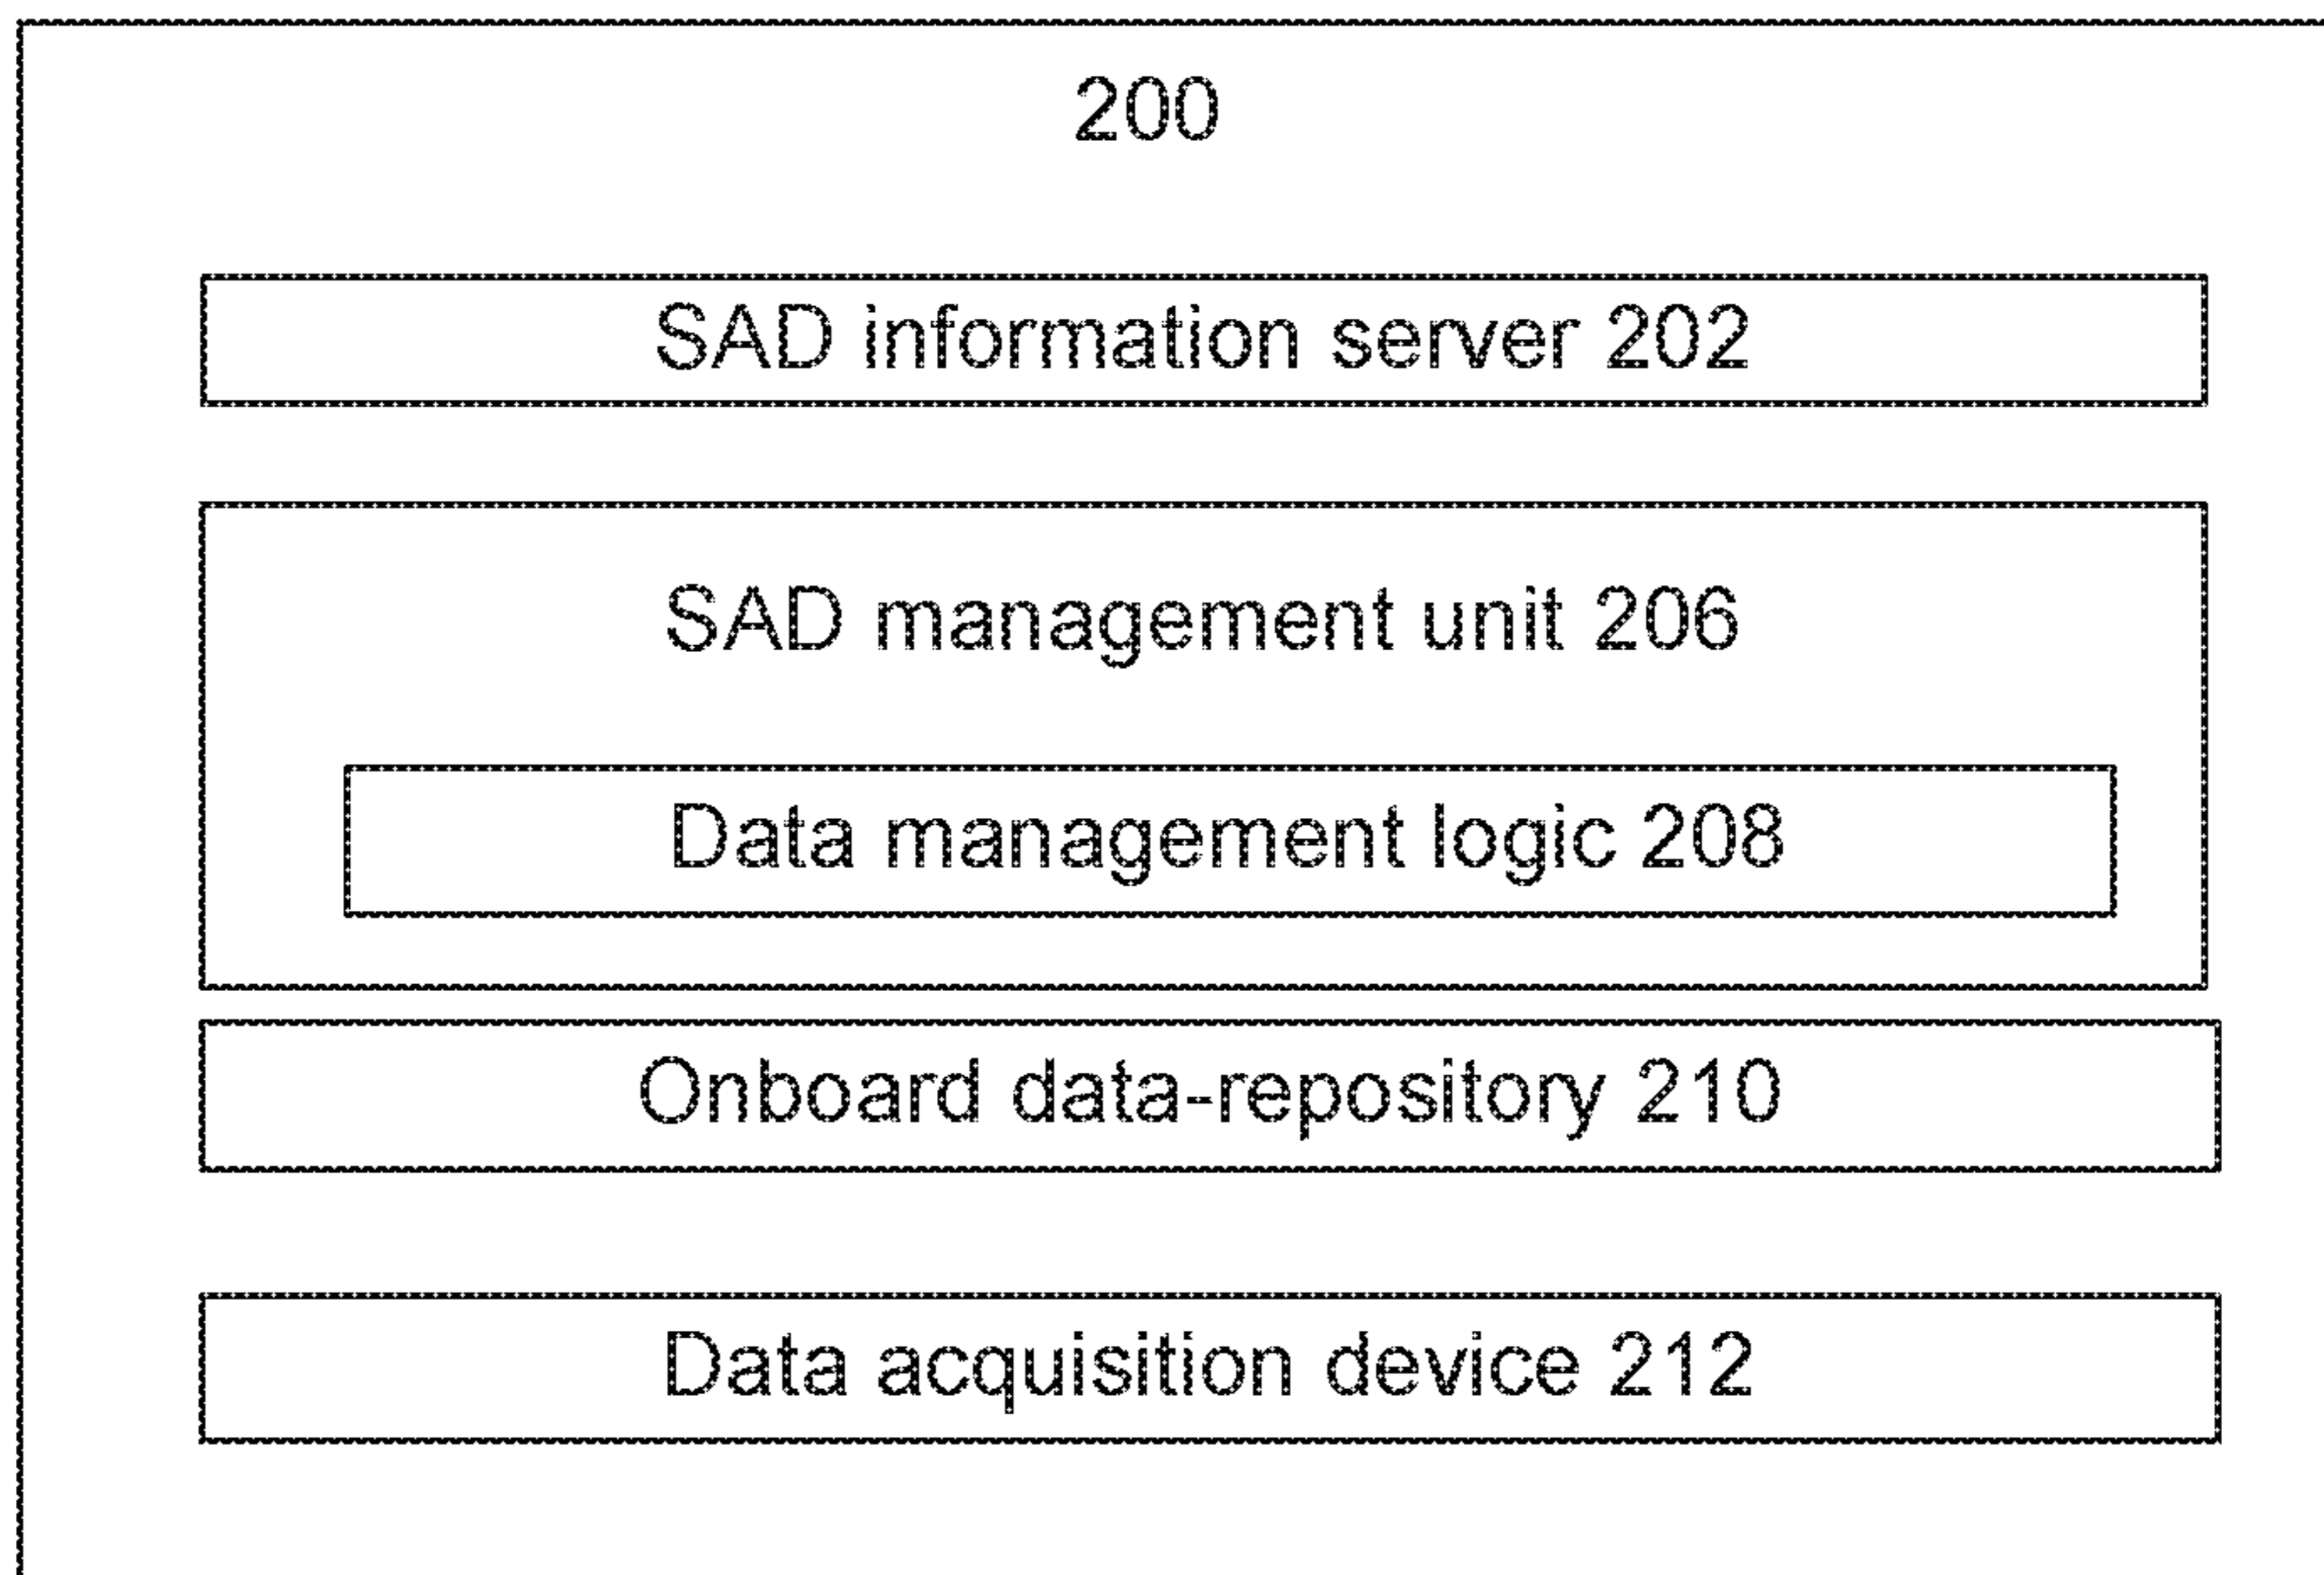 200
SAD information server 202
SAD management unit 206
Data management logic 208
Onboard data-repository 210
Data acquisition device 212